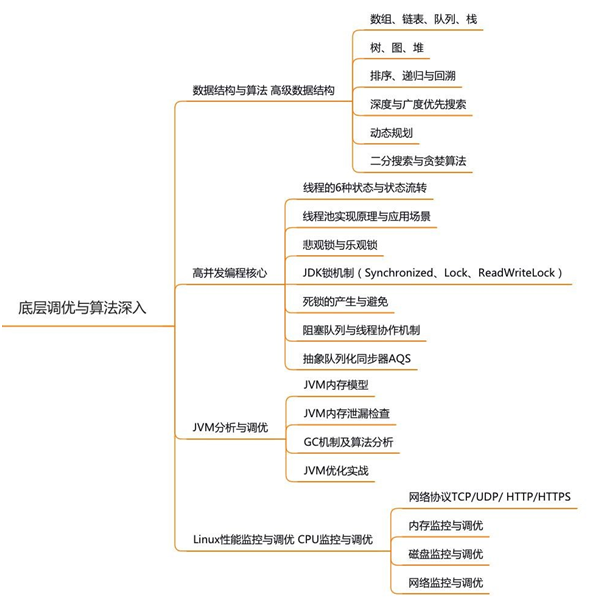 底层调优与算法深入
数据结构与算法 高级数据结构
数组、链表、队列、栈
树、图、堆
排序、递归与回溯
深度与广度优先搜索
动态规划
二分搜索与贪婪算法
高并发编程核心
线程的6种状态与状态流转
线程池实现原理与应用场景
悲观锁与乐观锁
JDK锁机制（Synchronized、Lock、ReadWriteLock）
死锁的产生与避免
阻塞队列与线程协作机制
抽象队列化同步器AQS
JVM分析与调优
JVM内存模型
JVM内存泄漏检查
GC机制及算法分析
JVM优化实战
Linux性能监控与调优 CPU监控与调优
网络协议TCP/UDP/ HTTP/HTTPS
内存监控与调优
磁盘监控与调优
网络监控与调优